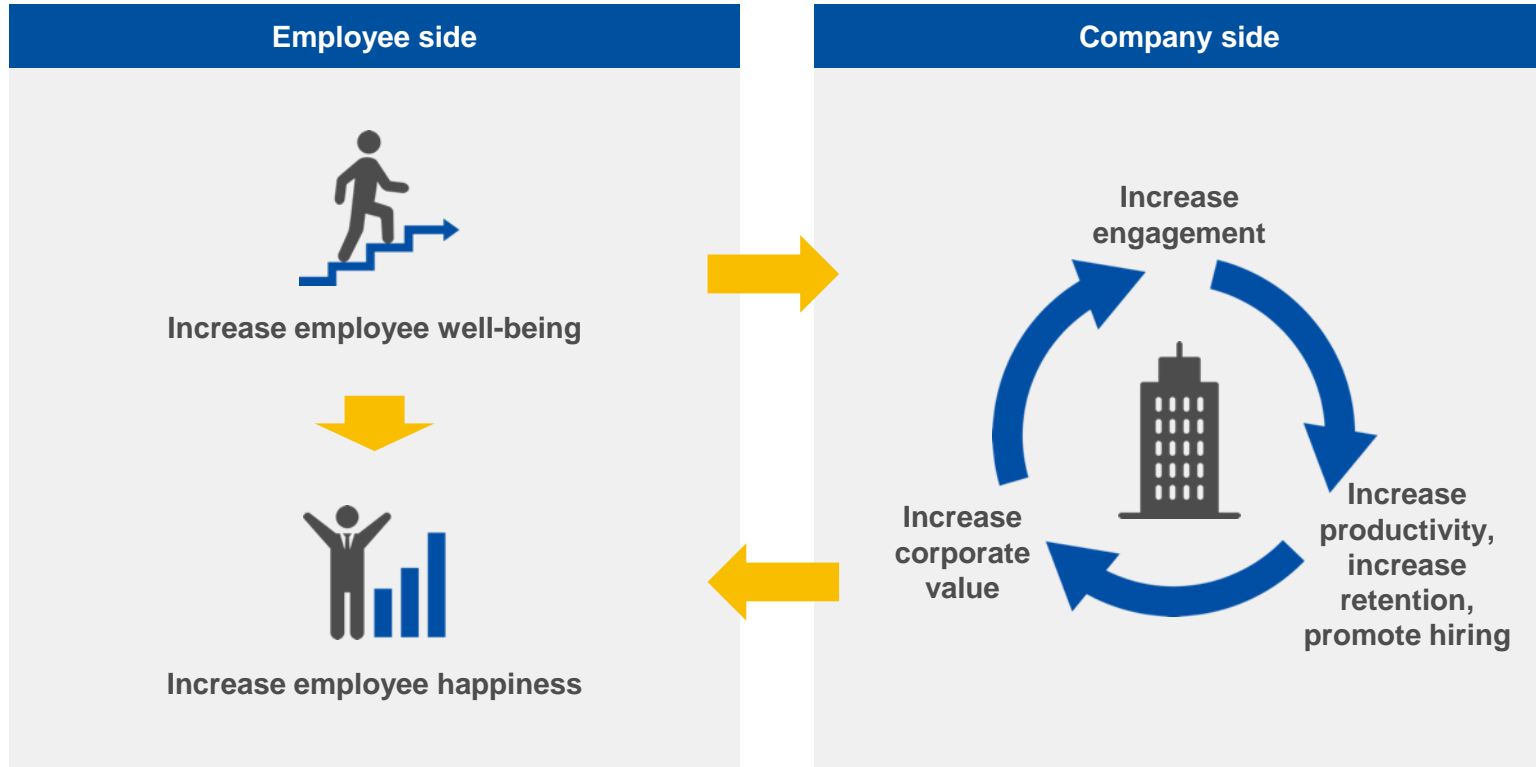 Employee side
Increase employee well-being
Increase employee happiness
Company side
Increase
engagement
Increase
productivity,
increase
retention,
promote hiring
Increase
corporate
value